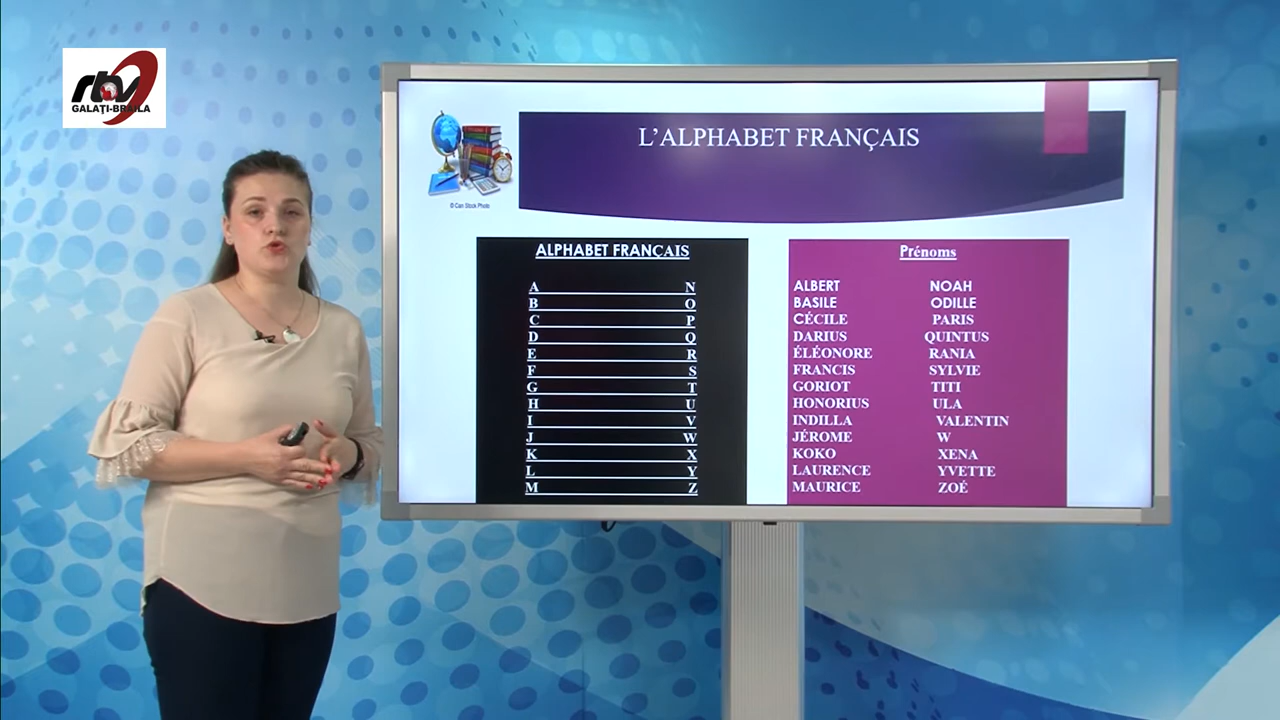 rtv
GALAȚI-BRĂILA
L'ALPHABET FRANÇAIS
© Can Stock Photo
ALPHABET FRANÇAIS
A N
B O
C P
D Q
E R
F S
G T
H U
I V
J W
K X
L Y
M Z
Prénoms
ALBERT NOAH
BASILE ODILLE
CÉCILE PARIS
DARIUS QUINTUS
ÉLÉONORE RANIA
FRANCIS SYLVIE
GORIOT TITI
HONORIUS ULA
INDILLA VALENTIN
JÉROME W
KOKO XENA
LAURENCE YVETTE
MAURICE ZOÉ